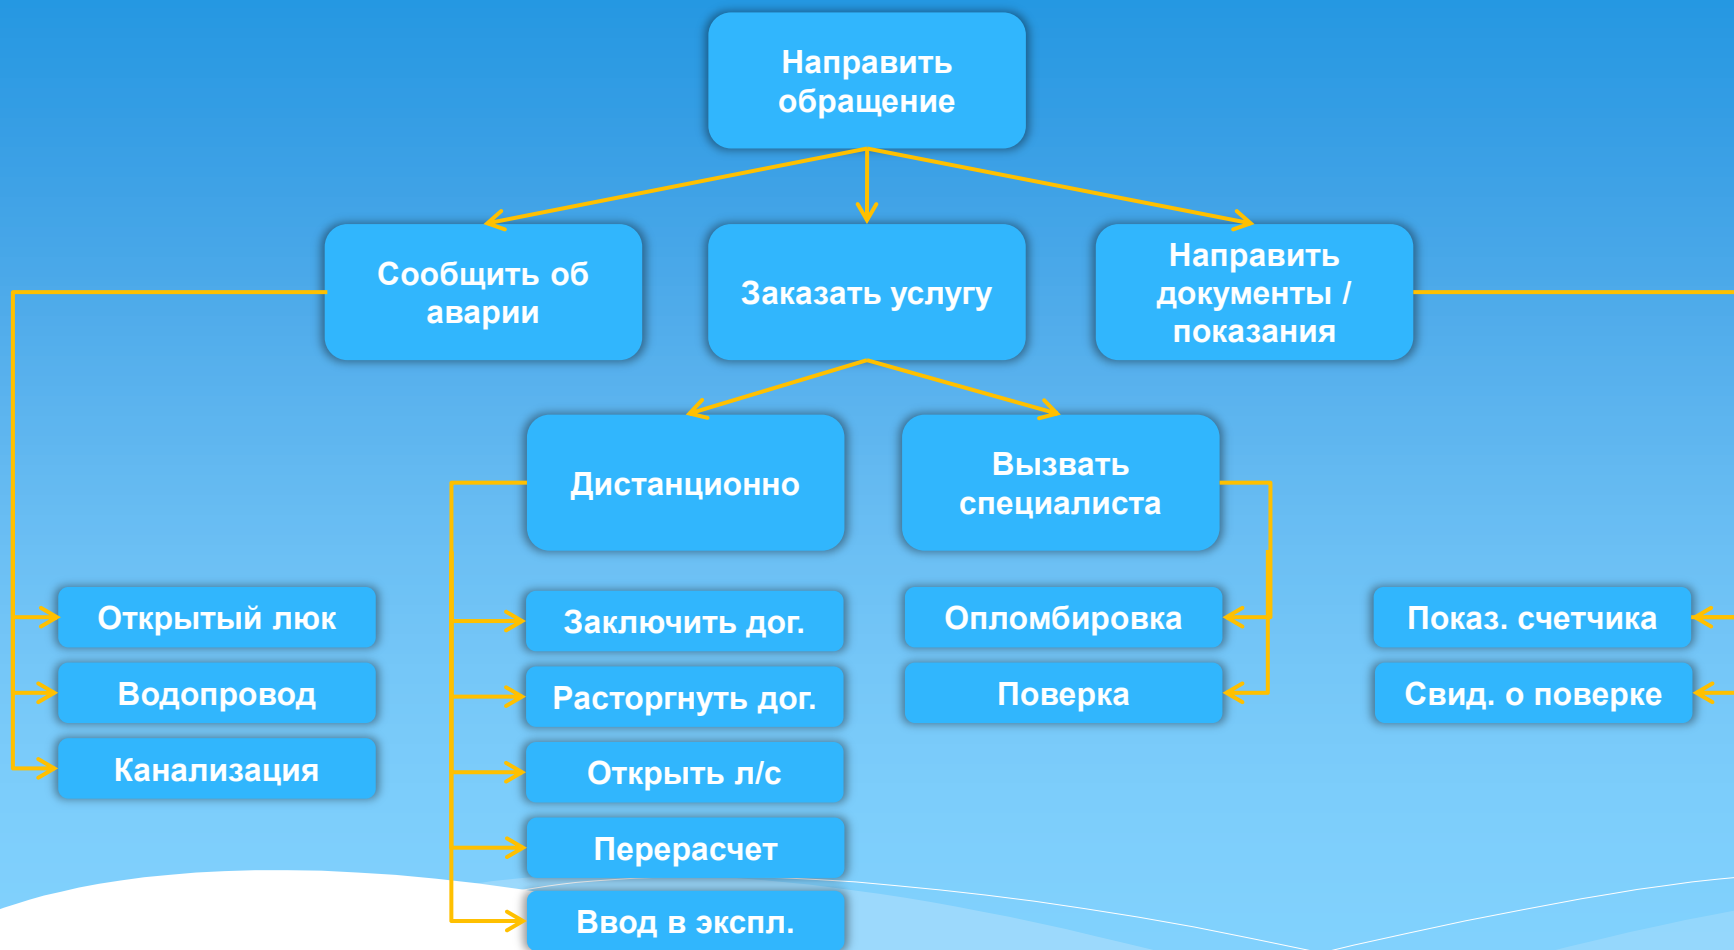 Направить
обращение
Сообщить об
аварии
Заказать услугу
Направить
документы /
показания
Дистанционно
Вызвать
специалиста
Открытый люк
Водопровод
Канализация
Заключить дог.
Расторгнуть дог.
Открыть л/с
Перерасчет
Ввод в экспл.
Опломбировка
Поверка
Показ. счетчика
Свид. о поверке